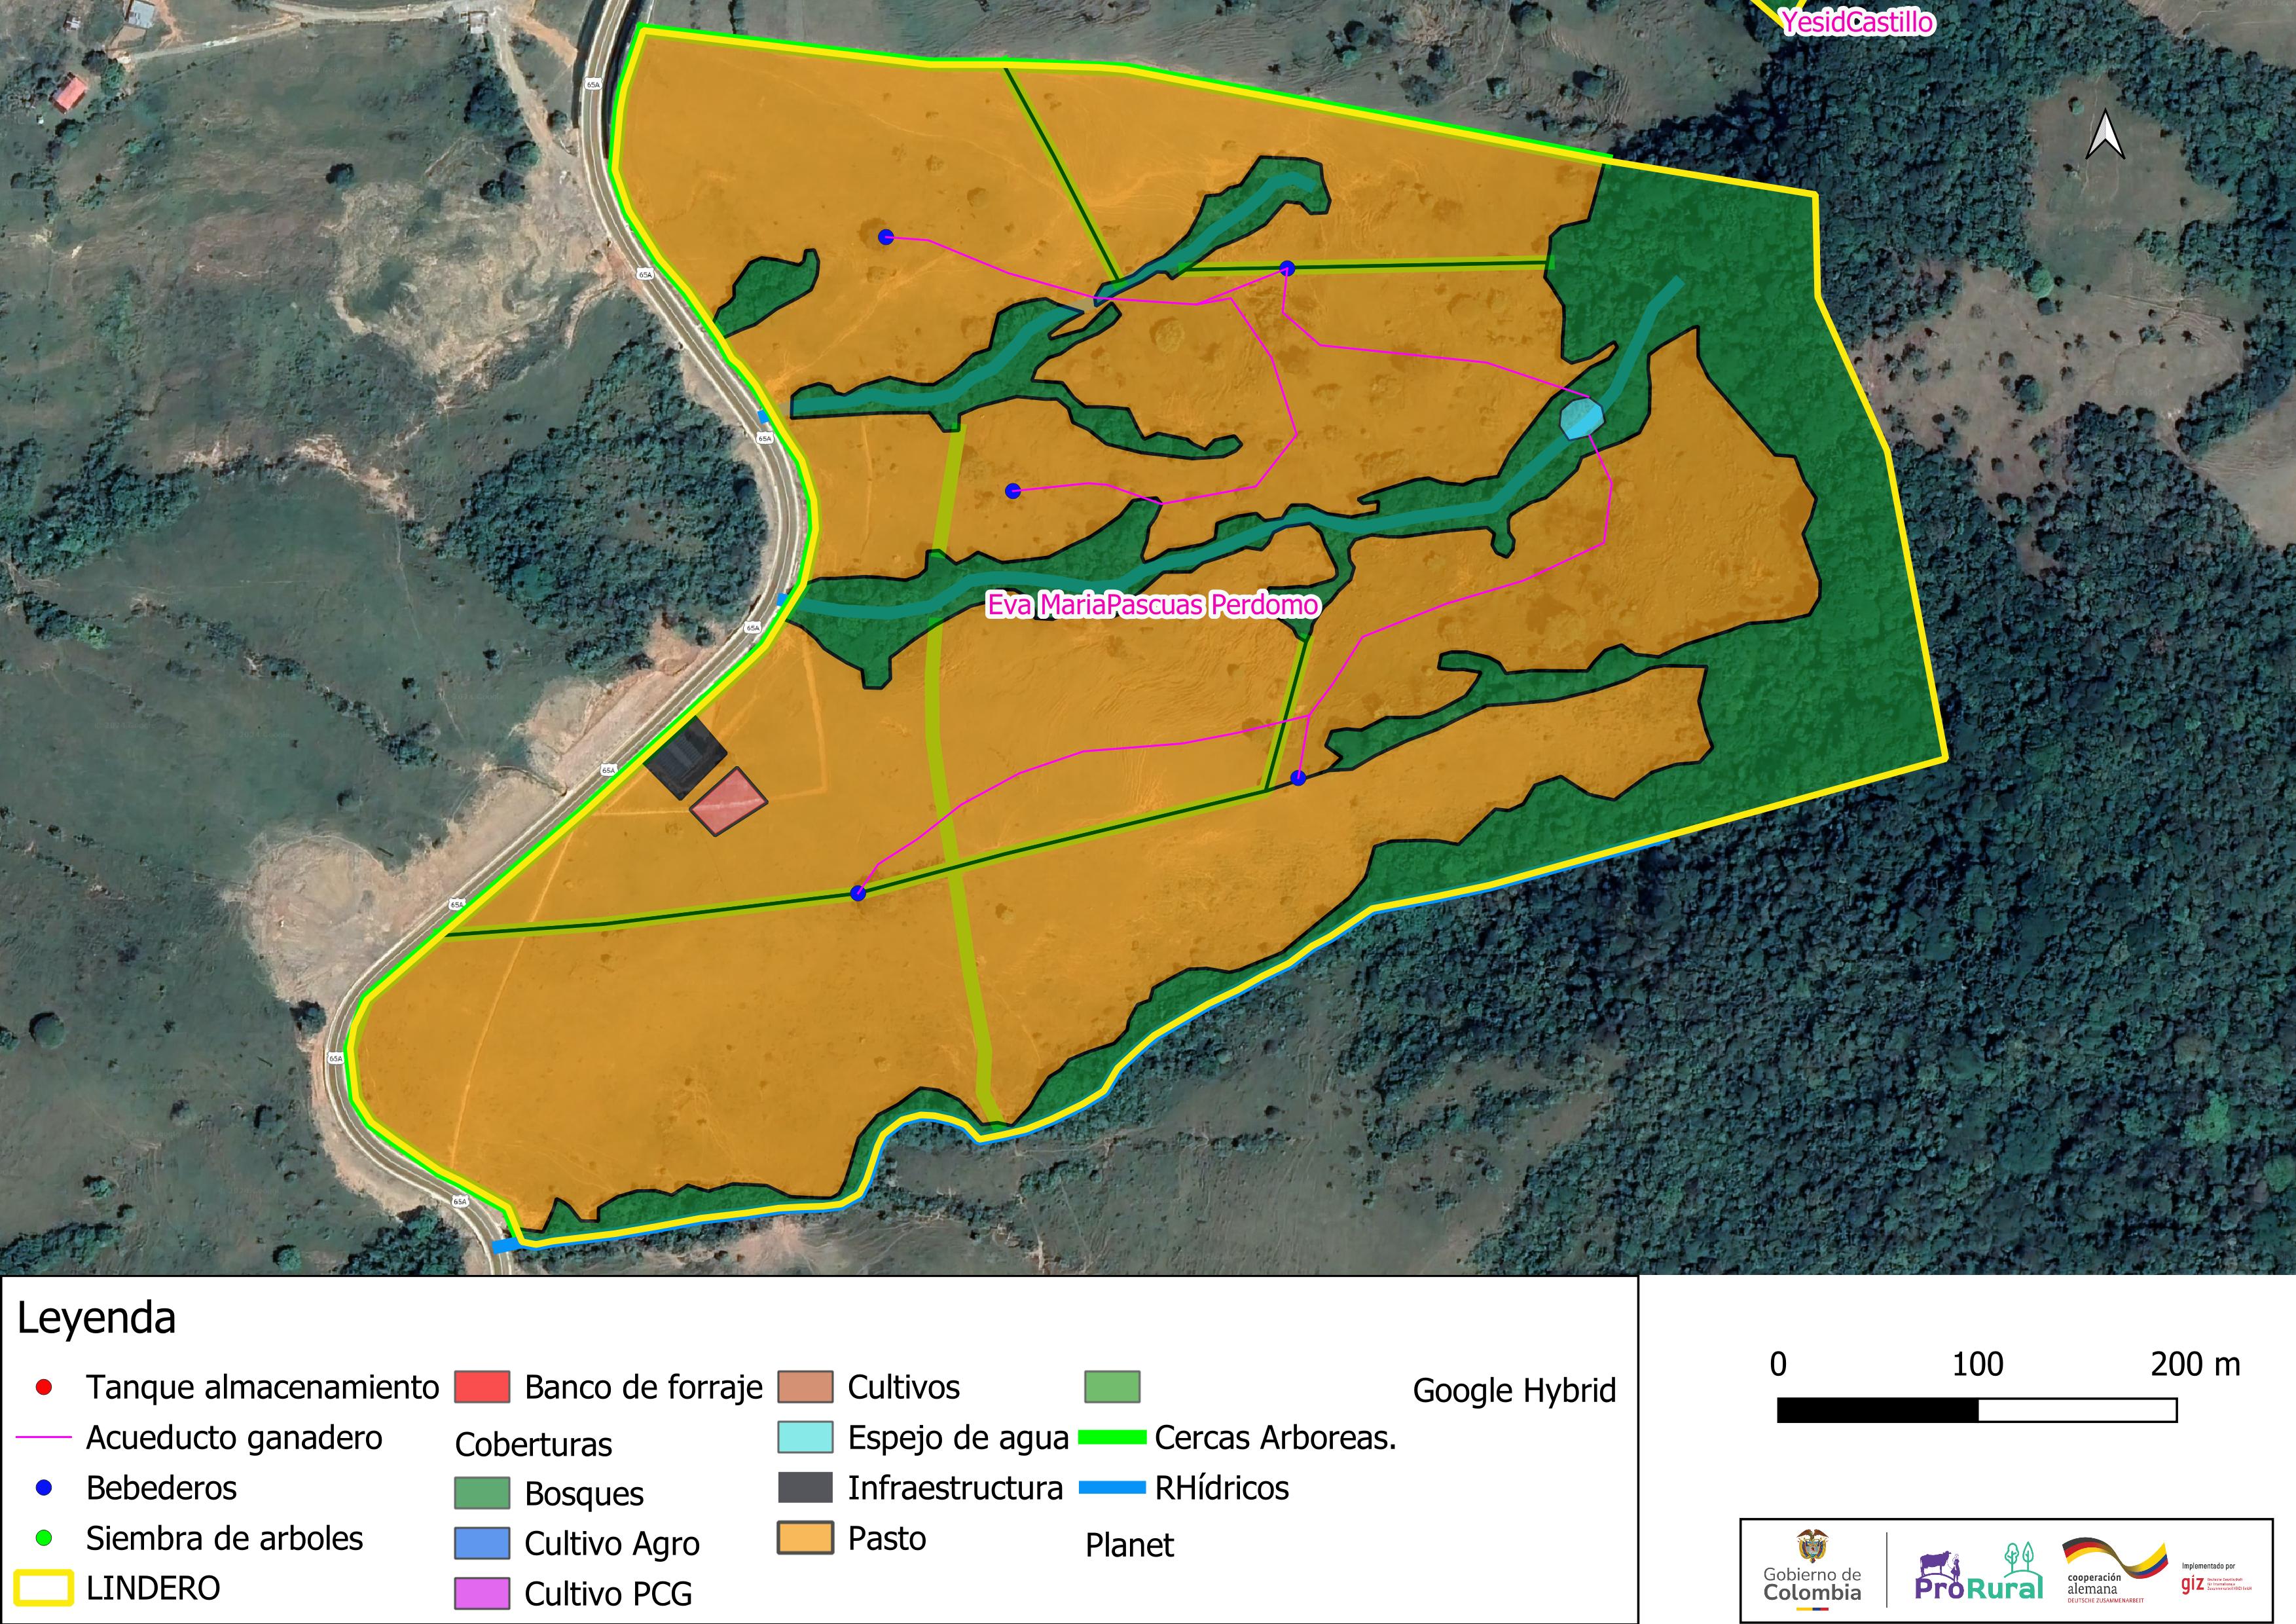 YesidCastillo
65A
65A
65A
65A
65A
65A
65A
65A
Eva MariaPascuas Perdomo
Leyenda
Tanque almacenamiento
Acueducto ganadero
Bebederos
Siembra de arboles
LINDERO
Banco de forraje
Coberturas
Bosques
Cultivo Agro
Cultivo PCG
Cultivos
Espejo de agua
Infraestructura
Pasto
Cercas Arboreas.
RHídricos
Planet
Google Hybrid
0 100 200 m
Gobierno de
Colombia
ProRural
cooperación
alemana
DEUTSCHE ZUSAMMENARBEIT
Implementado por
giz